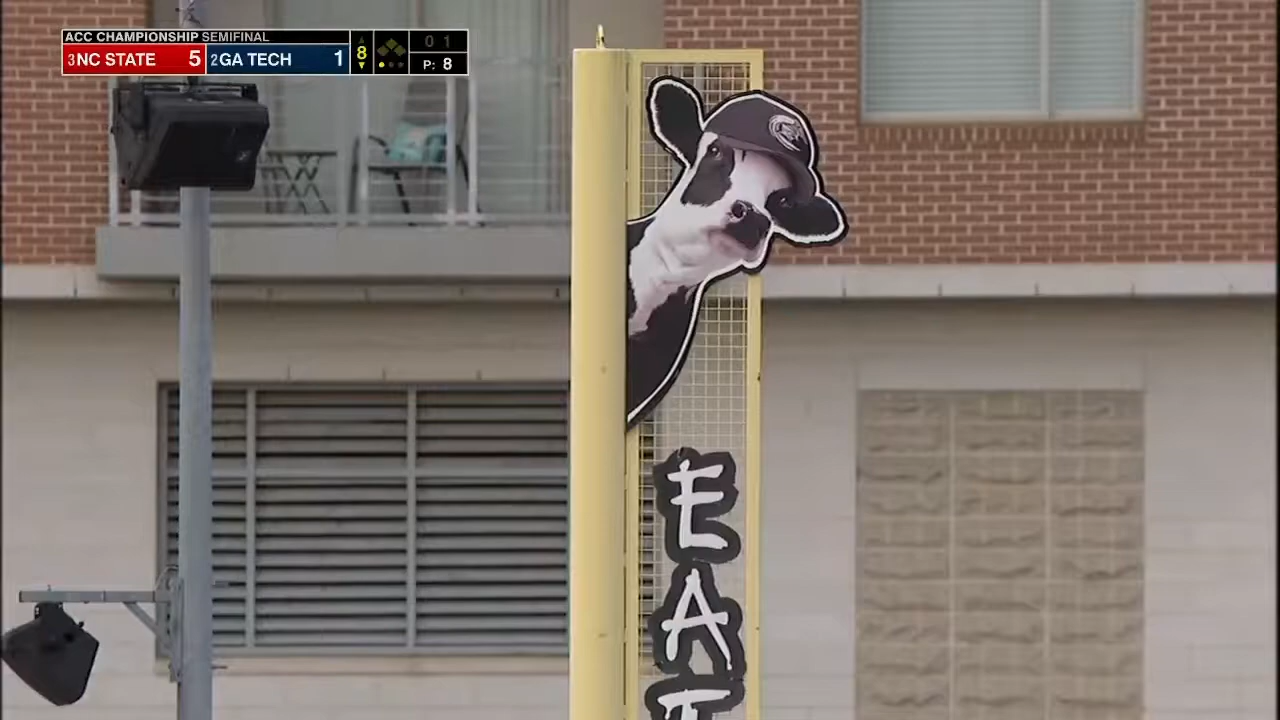 ACC CHAMPIONSHIP SEMIFINAL
3 NC STATE 5 2 GA TECH 1 8 0 1
P: 8
E
A
T